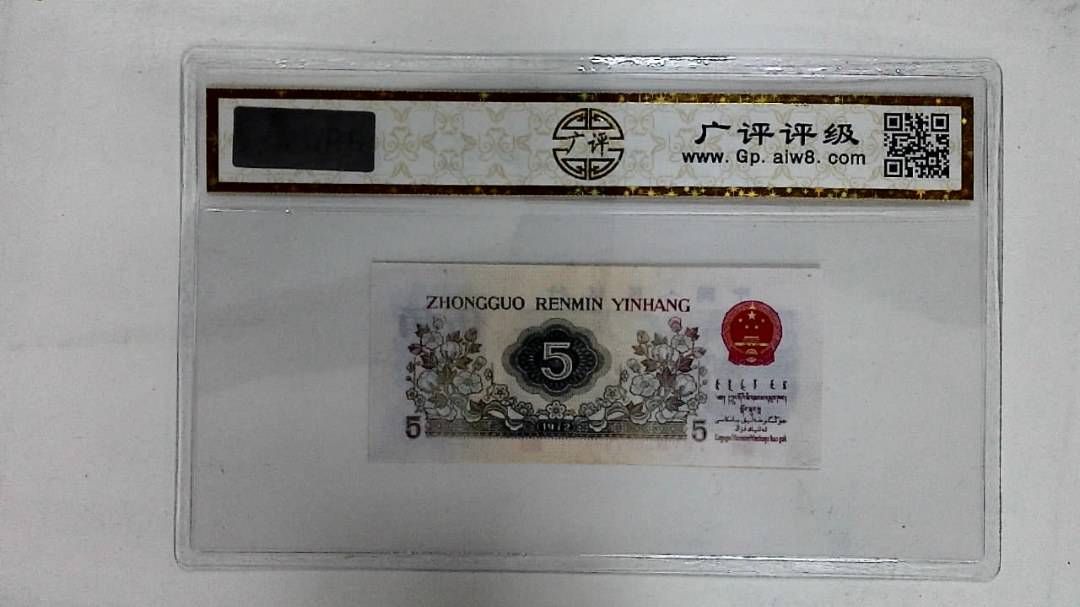 广评
广评评级
www. Gp. aiw8. com
ZHONGGUO RENMIN YINHANG
5
5
1972
5